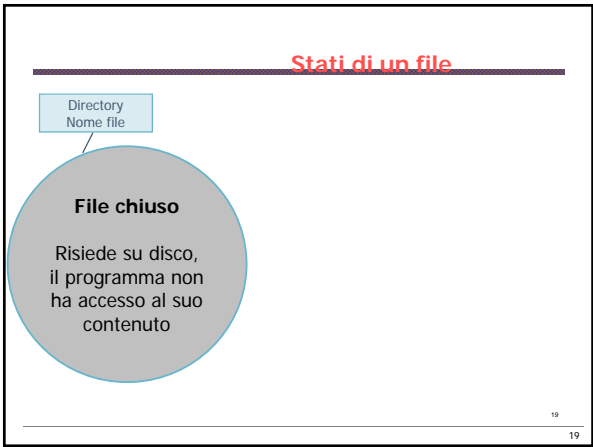 Stati di un file
Directory
Nome file
File chiuso
Risiede su disco,
il programma non
ha accesso al suo
contenuto
19
19